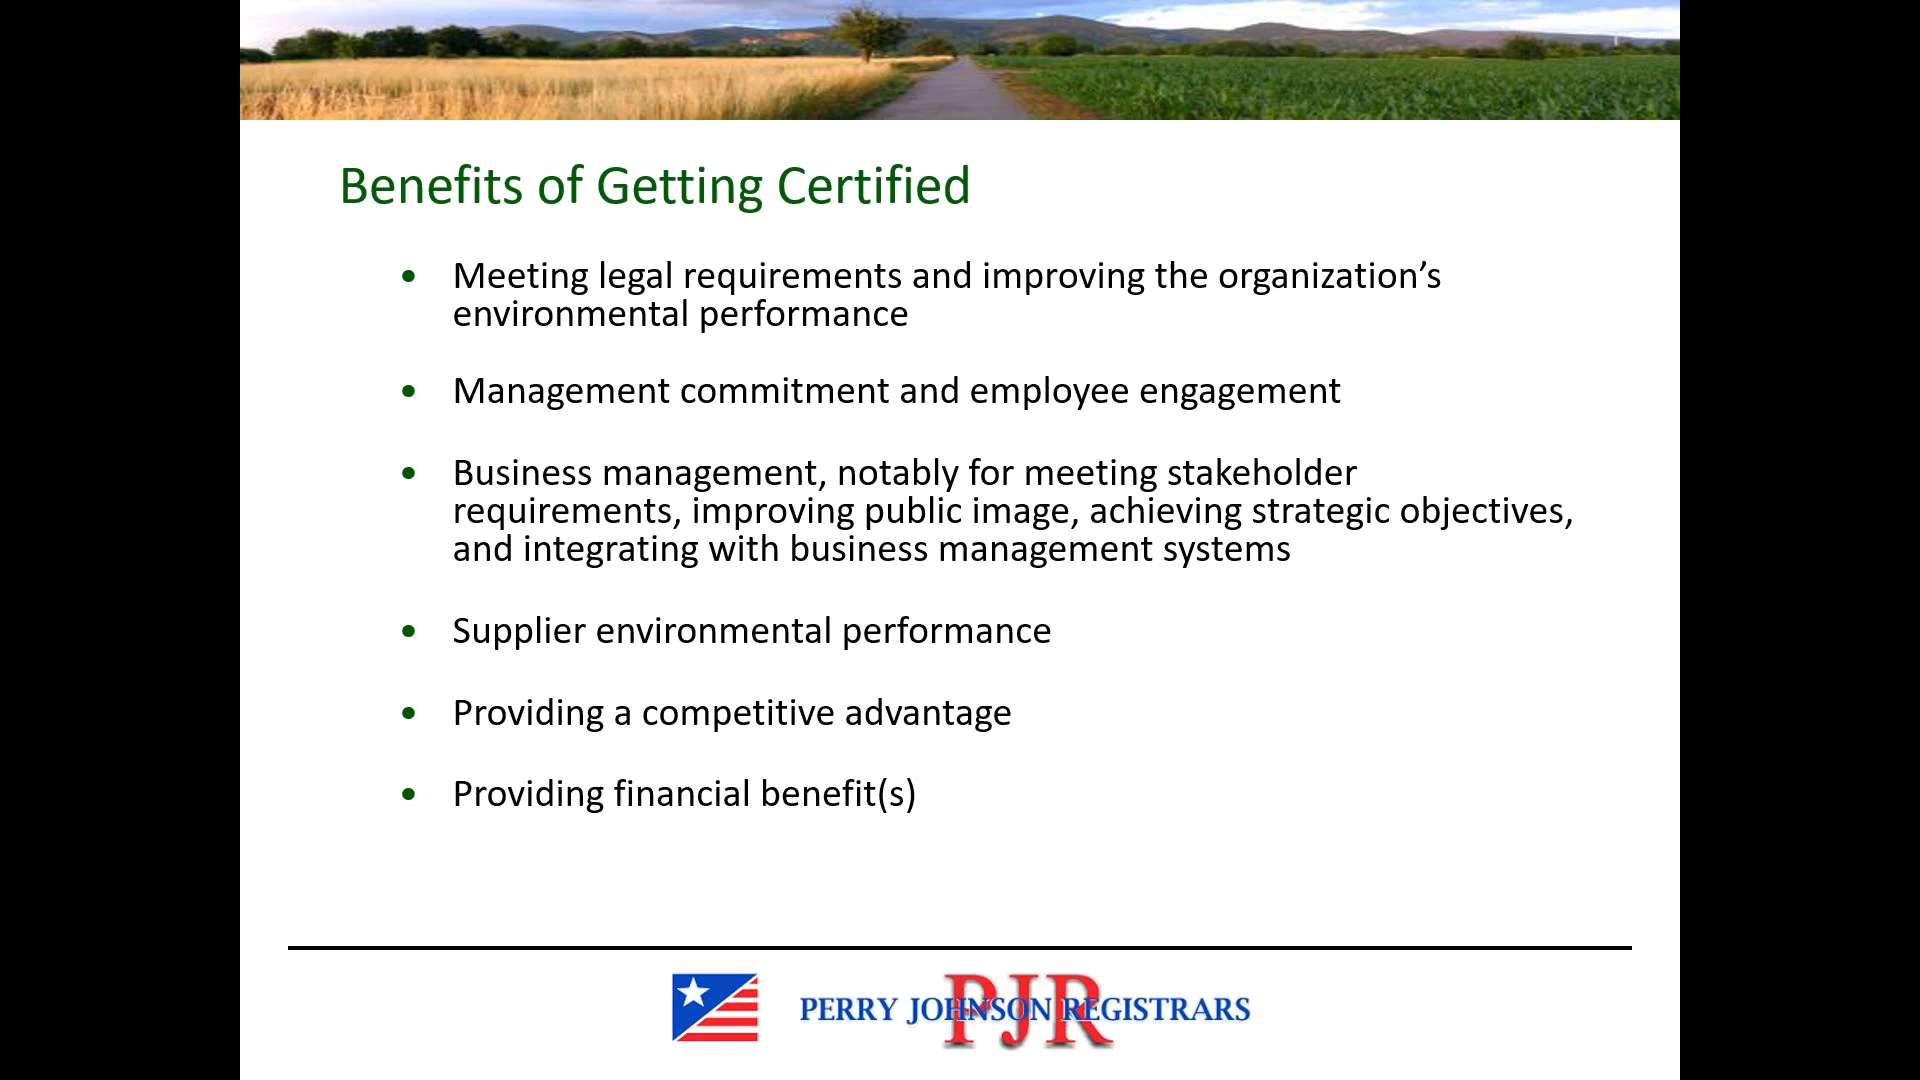 Benefits of Getting Certified
• Meeting legal requirements and improving the organization’s
environmental performance
• Management commitment and employee engagement
• Business management, notably for meeting stakeholder
requirements, improving public image, achieving strategic objectives,
and integrating with business management systems
• Supplier environmental performance
• Providing a competitive advantage
• Providing financial benefit(s)
PJR
PERRY JOHNSON REGISTRARS